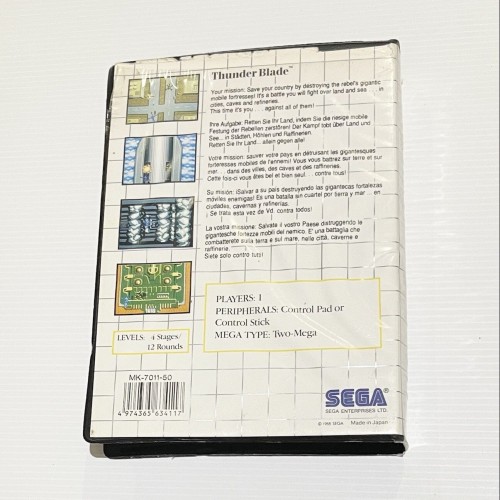 Thunder Blade™
Your mission: Save your country by destroying the rebel's gigantic
mobile fortresses! It's a battle you will fight over land and sea . . . in
cities, caves and refineries.
This time it's you . . . against all of them!
Ihre Aufgabe: Retten Sie Ihr Land, indem Sie die riesige mobile
Festung der Rebellen zerstören! Der Kampf tobt über Land und
See . . . in Städten, Höhlen und Raffinerien.
Retten Sie Ihr Land...allein gegen alle!
Votre mission: sauver votre pays en détruisant les gigantesques
forteresses mobiles de l'ennemi! Vous vous battrez sur terre et sur
mer. . . dans des villes, des caves et des raffineries.
Cette fois-ci vous êtes bel et bien seul. . . contre tous!
Su misión: ¡Salvar a su pais destruyendo las gigantecas fortalezas
móviles enemigas! Es una batalla sin cuartel por tierra y mar . . . en
ciudades, cavernas y refinerías.
¡ Se trata esta vez de Vd. contra todos!
La vostra missione: Salvate il vostro Paese distruggendo le
gigantesche fortezze mobili del nemico. E' una battaglia che
combatterete sulla terra e sul mare, nelle città, caverne e
raffinerie.
Siete solo contro tutti!
PLAYERS: 1
PERIPHERALS: Control Pad or
Control Stick
MEGA TYPE: Two-Mega
LEVELS: 4 Stages/
12 Rounds
MK-7011-50
4 974365 634117
SEGA
SEGA ENTERPRISES LTD.
© 1988 SEGA Made in Japan